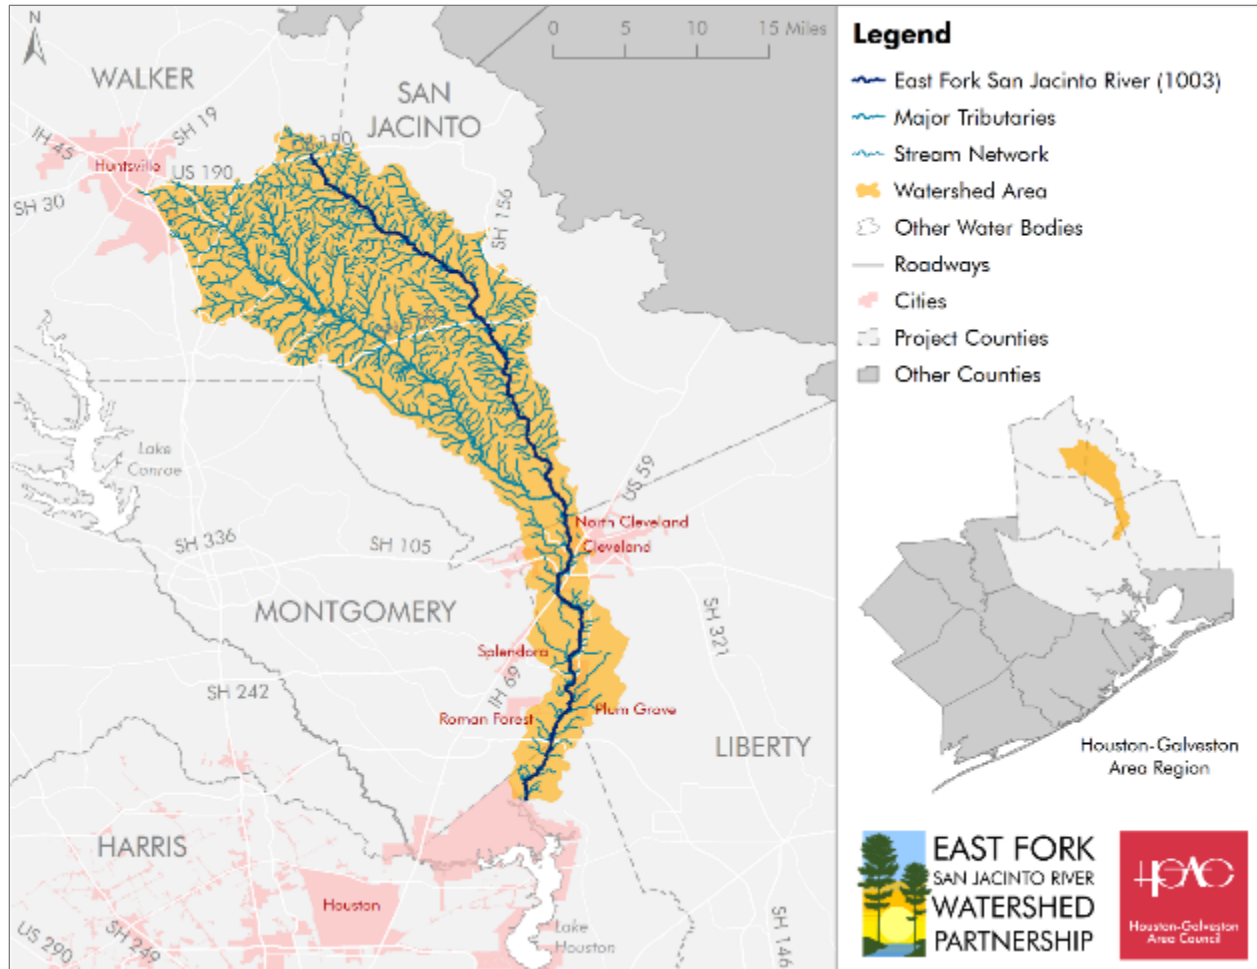 N
0 5 10 15 Miles
WALKER
SAN
JACINTO
SH 19
IH 45
Huntsville
US 190
SH 30
SH 156
Lake
Conroe
US 59
North Cleveland
Cleveland
SH 336
SH 105
MONTGOMERY
SH 321
Splendora
IH 69
SH 242
Roman Forest
Plum Grove
LIBERTY
HARRIS
Houston
Lake
Houston
US 290
SH 249
SH 146
Legend
East Fork San Jacinto River (1003)
Major Tributaries
Stream Network
Watershed Area
Other Water Bodies
Roadways
Cities
Project Counties
Other Counties
Houston-Galveston
Area Region
EAST FORK
SAN JACINTO RIVER
WATERSHED
PARTNERSHIP
Houston-Galveston
Area Council